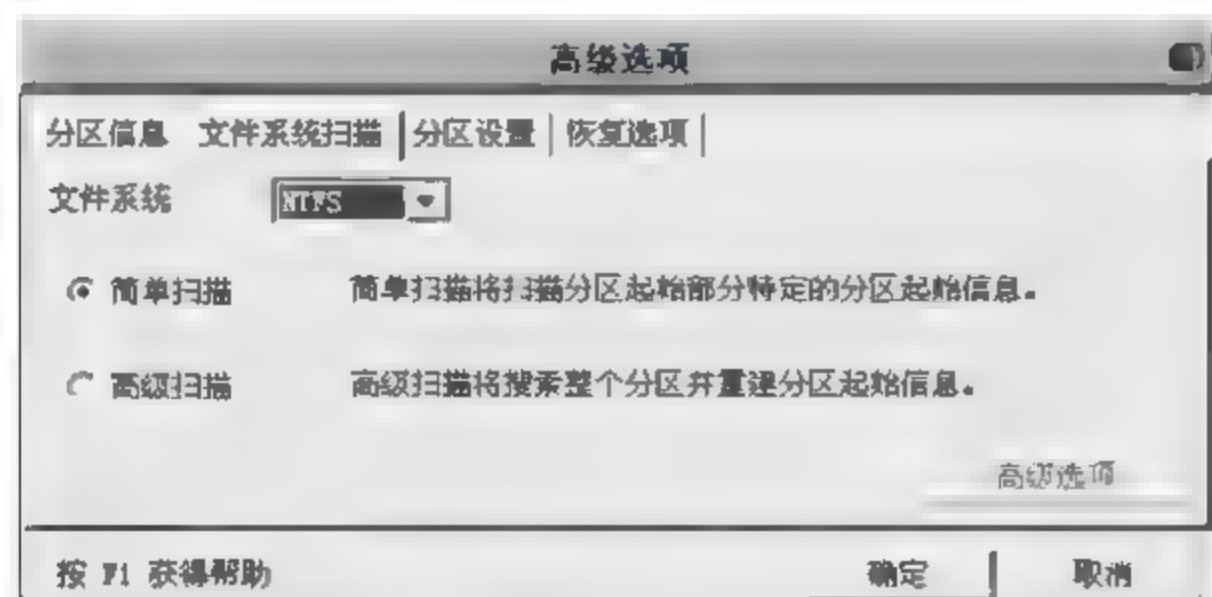 高级选项
分区信息 文件系统扫描 分区设置 恢复选项
文件系统 NTFS
简单扫描 简单扫描将扫描分区起始部分特定的分区起始信息。
高级扫描 高级扫描将搜索整个分区并重建分区起始信息。
高级选项
按 F1 获得帮助 确定 取消